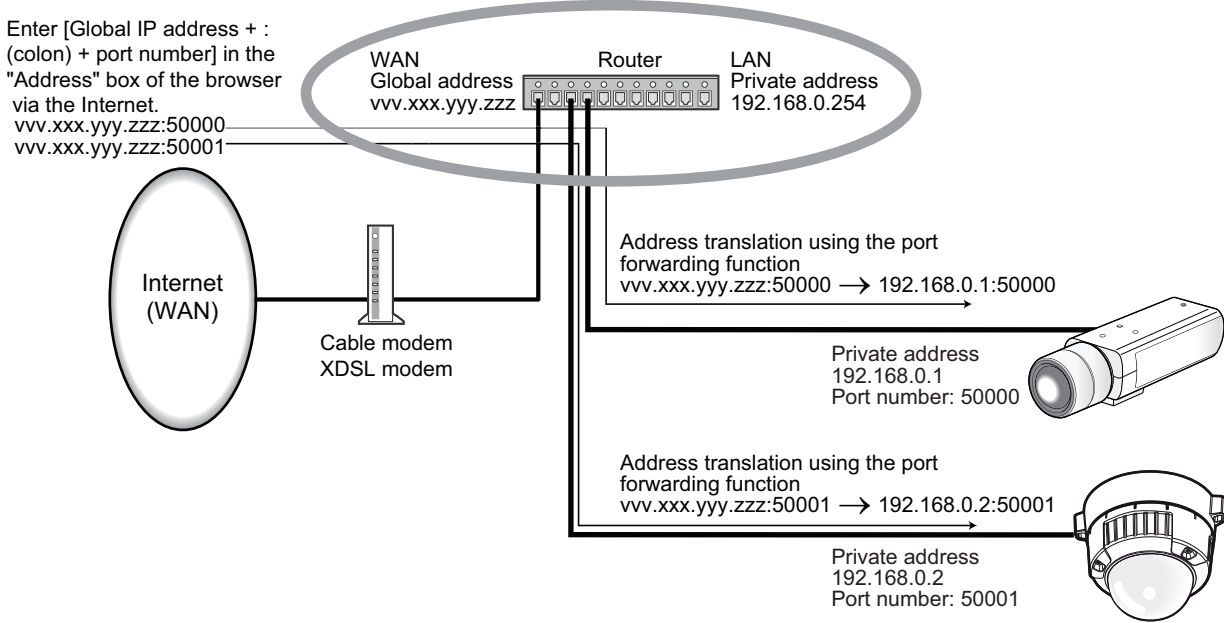 Enter [Global IP address + :
(colon) + port number] in the
"Address" box of the browser
via the Internet.
vvv.xxx.yyy.zzz:50000
vvv.xxx.yyy.zzz:50001
WAN
Global address
vvv.xxx.yyy.zzz
Router
LAN
Private address
192.168.0.254
Internet
(WAN)
Cable modem
XDSL modem
Address translation using the port
forwarding function
vvv.xxx.yyy.zzz:50000 → 192.168.0.1:50000
Private address
192.168.0.1
Port number: 50000
Address translation using the port
forwarding function
vvv.xxx.yyy.zzz:50001 → 192.168.0.2:50001
Private address
192.168.0.2
Port number: 50001